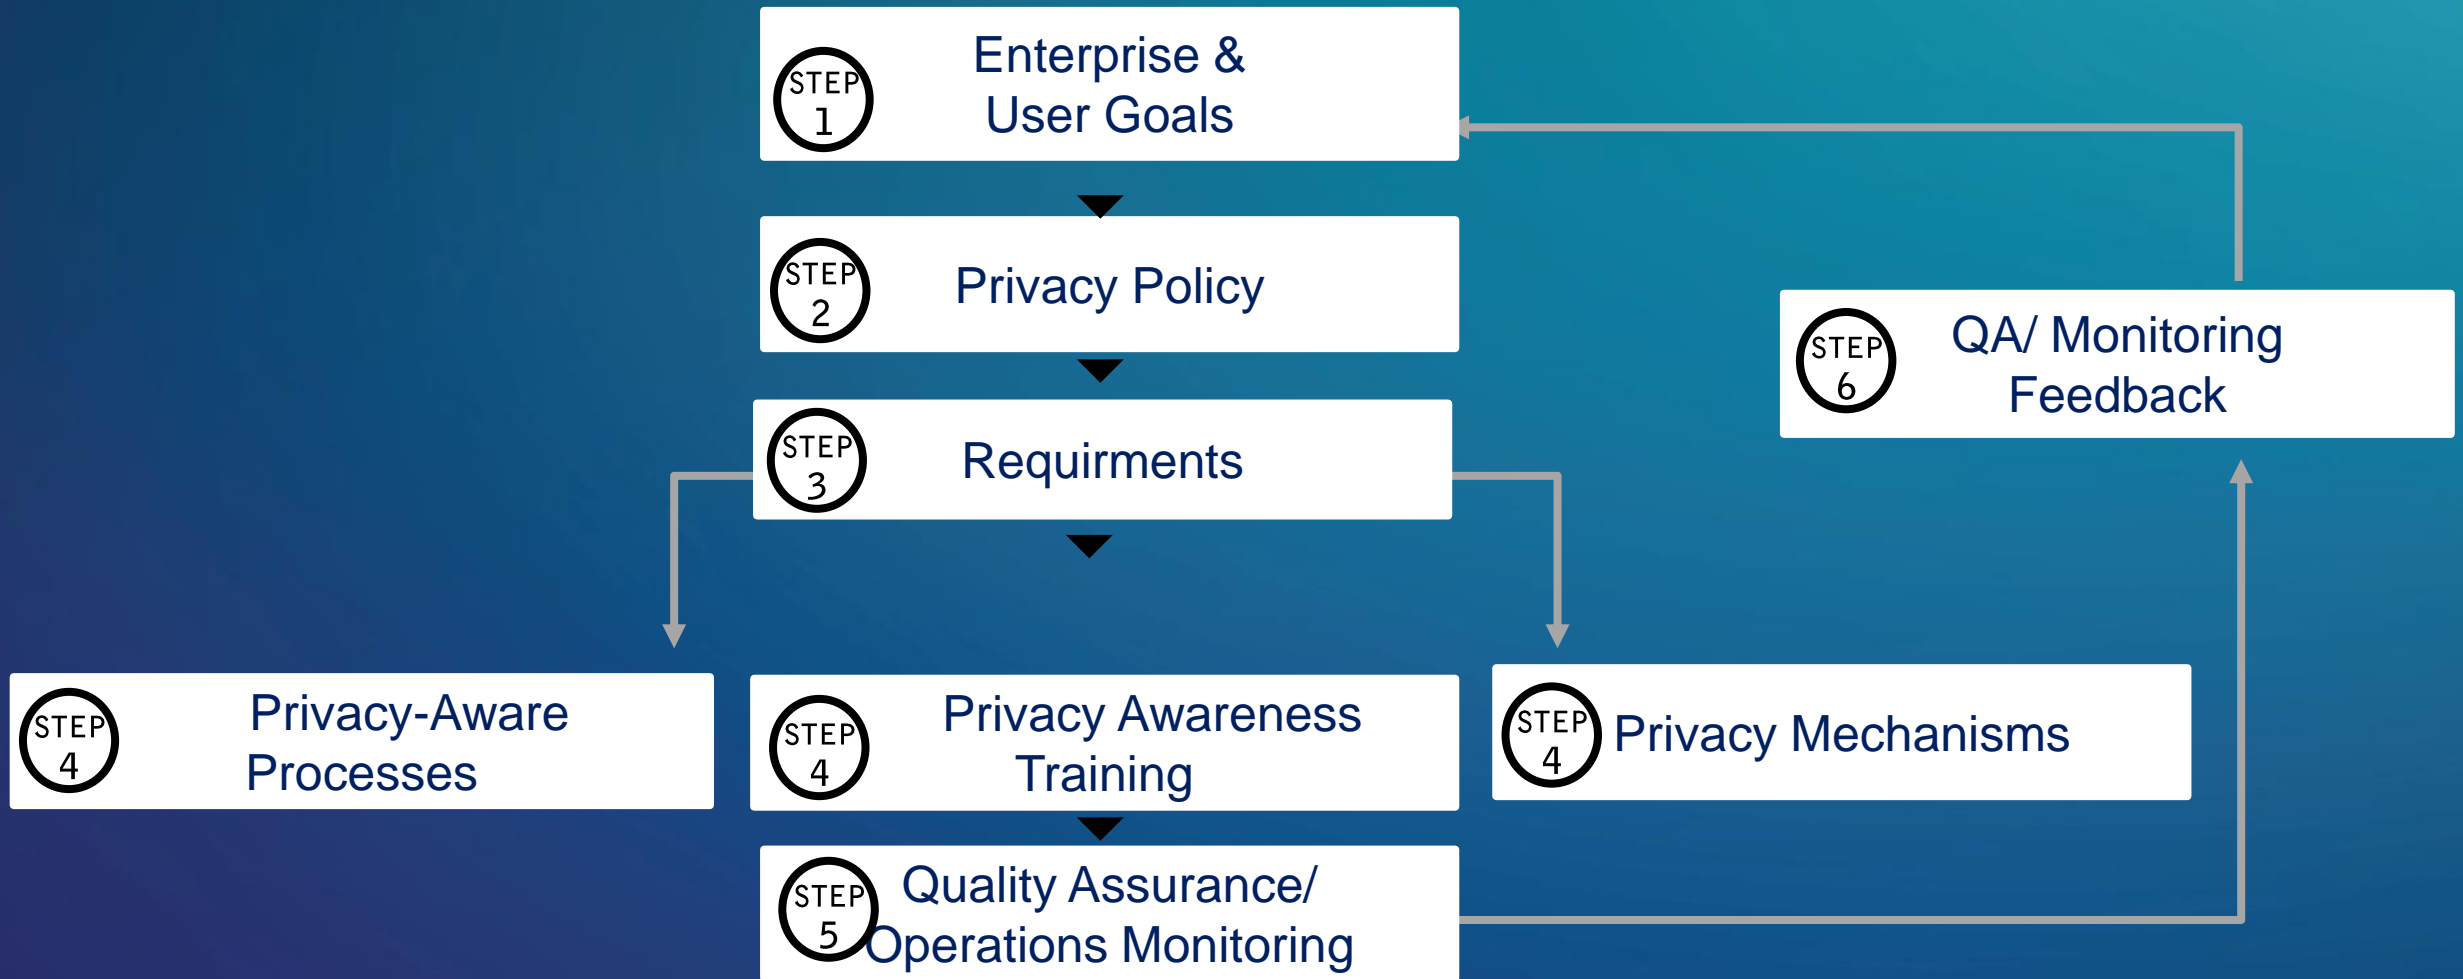 STEP
1
Enterprise &
User Goals
STEP
2
Privacy Policy
STEP
3
Requirments
STEP
4
Privacy-Aware
Processes
STEP
4
Privacy Awareness
Training
STEP
4
Privacy Mechanisms
STEP
5
Quality Assurance/
Operations Monitoring
STEP
6
QA/ Monitoring
Feedback